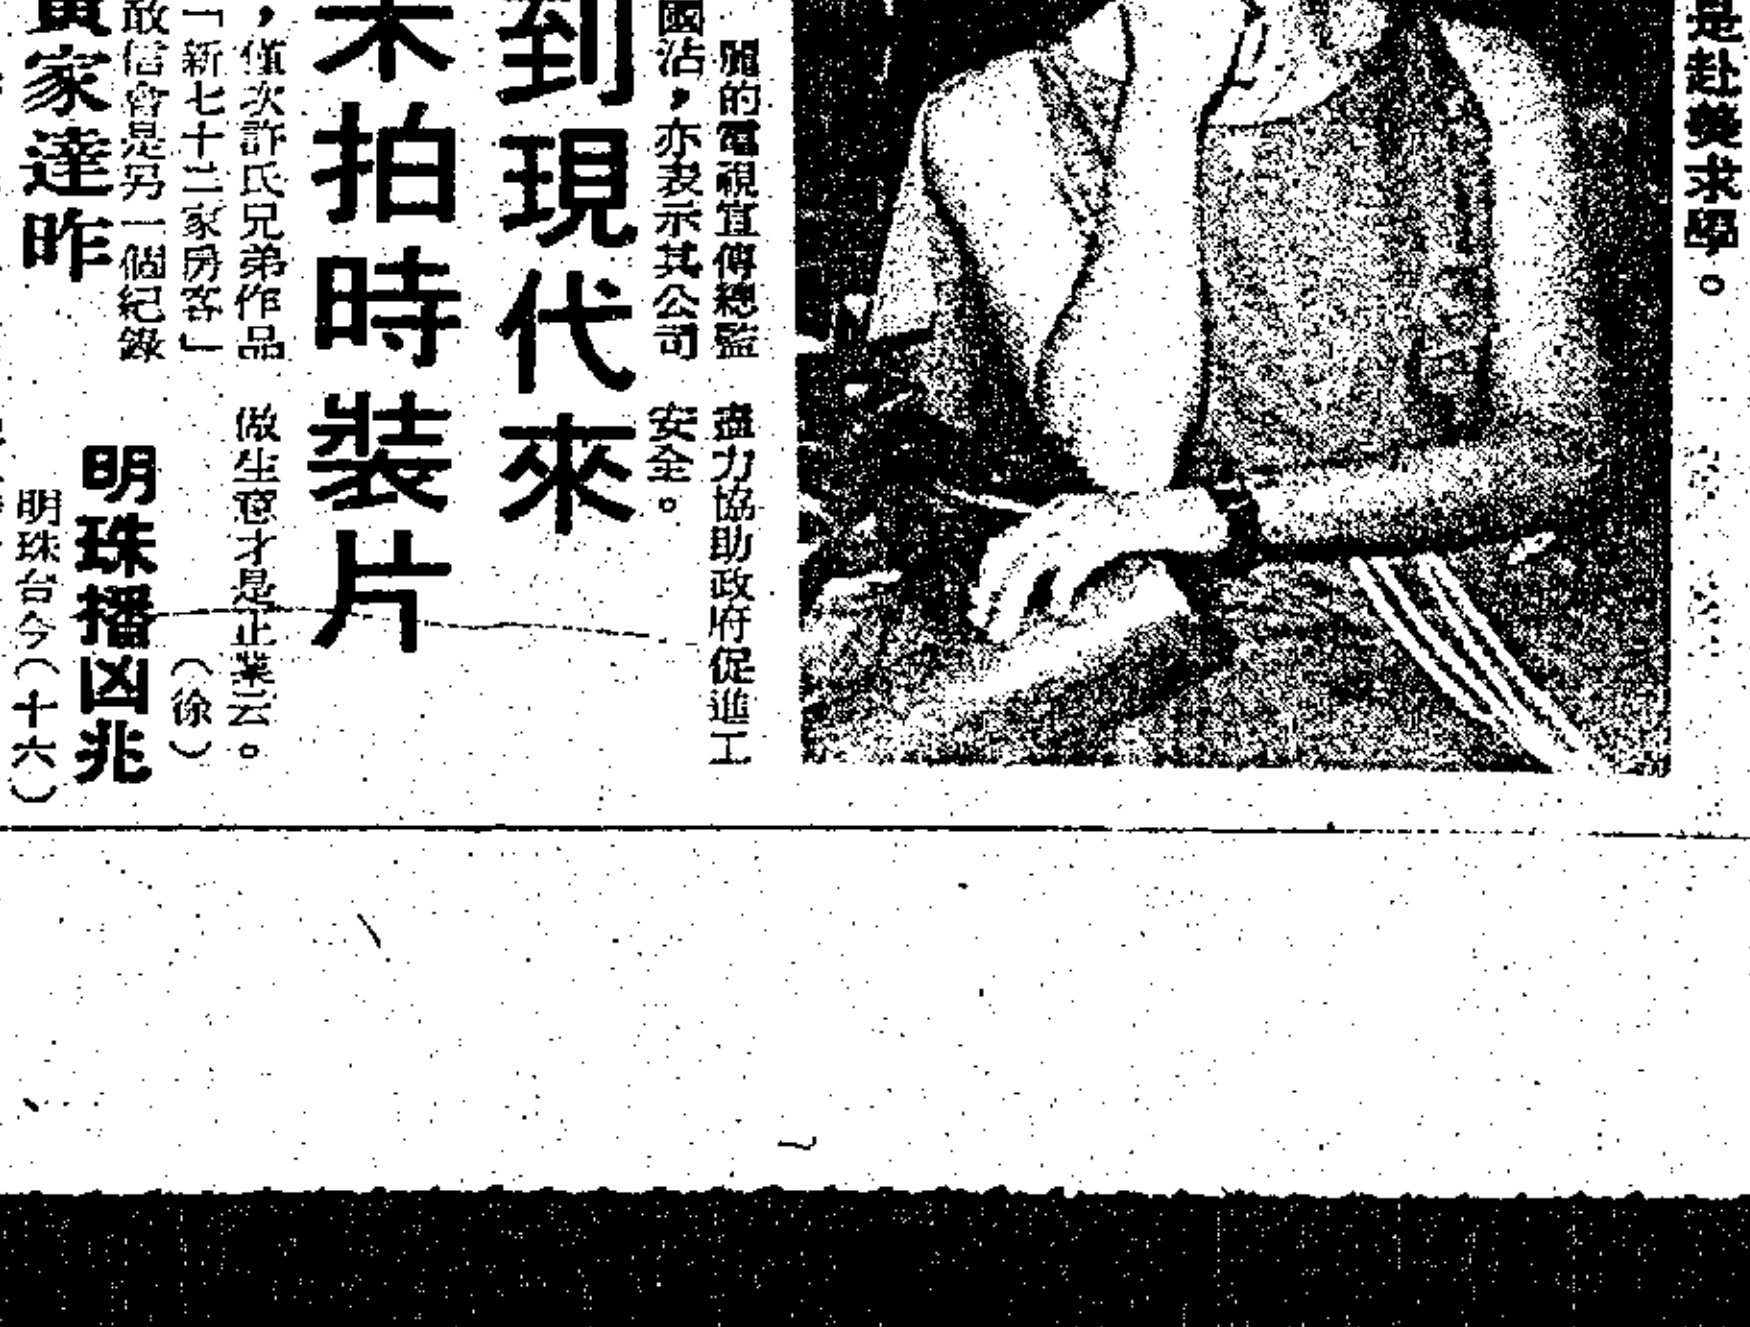 是赴英求學。
麗的電視宣傳總監
國沾，亦表示其公司
盡力協助政府促進工
安全。
到現代來
未拍時裝片
，僅次許氏兄弟作品
「新七十二家房客」
敢信會是另一個紀錄
做生意才是正業云。
（徐）
黃家達昨
明珠播凶兆
明珠台今（十六）